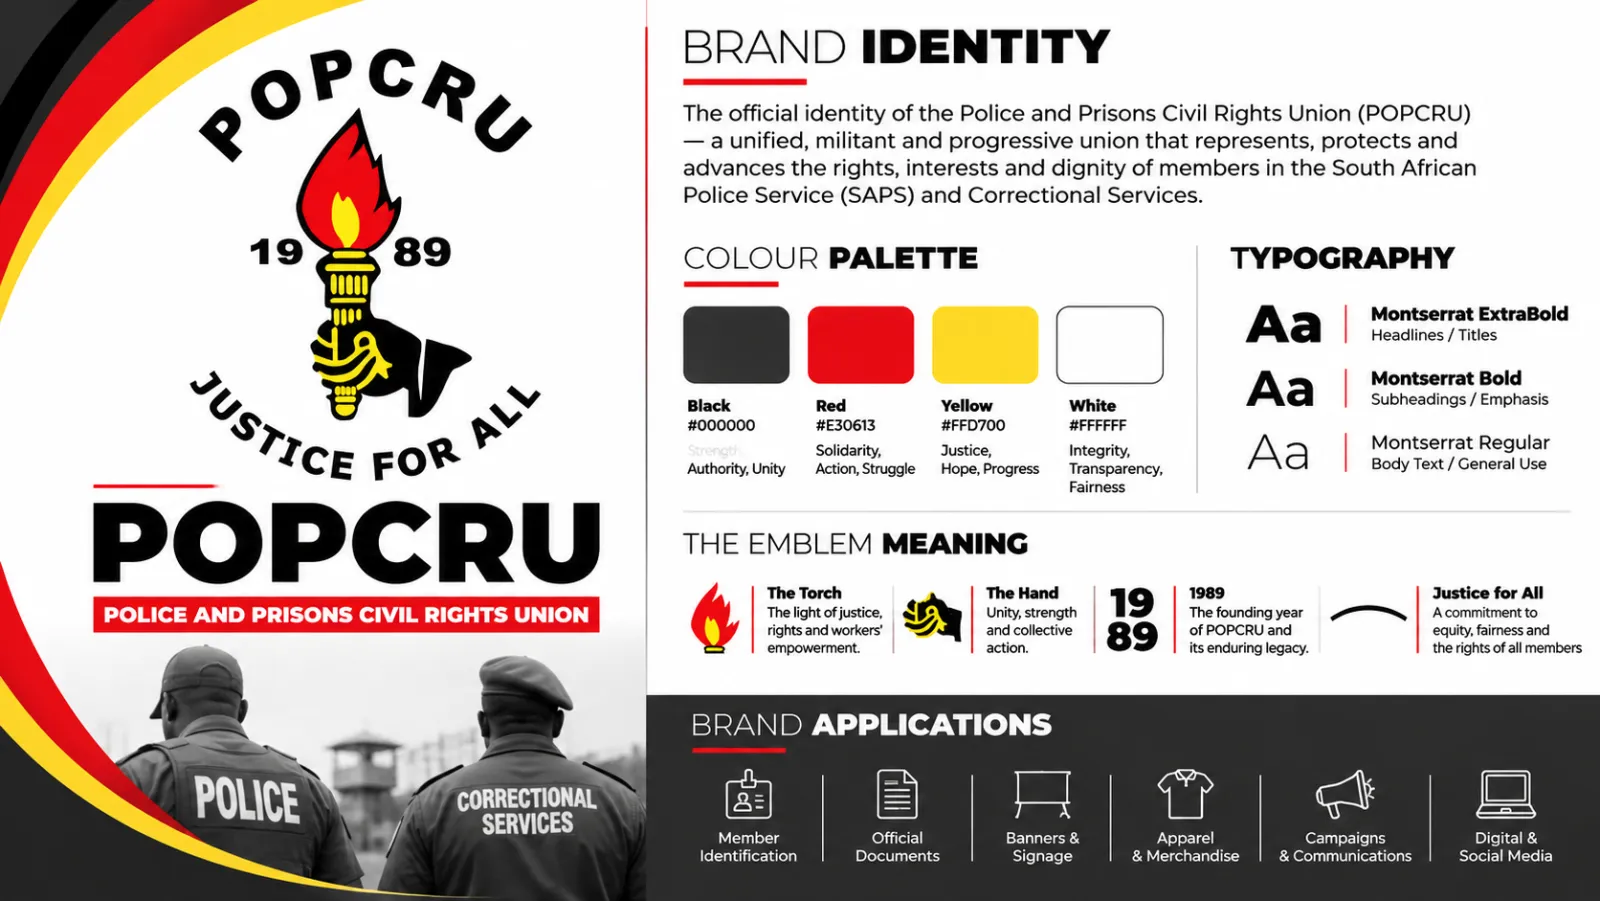 POPCRU
19 89
JUSTICE FOR ALL
POPCRU
POLICE AND PRISONS CIVIL RIGHTS UNION
POLICE
CORRECTIONAL
SERVICES
BRAND IDENTITY
The official identity of the Police and Prisons Civil Rights Union (POPCRU)
— a unified, militant and progressive union that represents, protects and
advances the rights, interests and dignity of members in the South African
Police Service (SAPS) and Correctional Services.
COLOUR PALETTE
Black
#000000
Strength,
Authority, Unity
Red
#E30613
Solidarity,
Action, Struggle
Yellow
#FFD700
Justice,
Hope, Progress
White
#FFFFFF
Integrity,
Transparency,
Fairness
TYPOGRAPHY
Aa
Montserrat ExtraBold
Headlines / Titles
Aa
Montserrat Bold
Subheadings / Emphasis
Aa
Montserrat Regular
Body Text / General Use
THE EMBLEM MEANING
The Torch
The light of justice,
rights and workers'
empowerment.
The Hand
Unity, strength
and collective
action.
19
89
1989
The founding year
of POPCRU and
its enduring legacy.
Justice for All
A commitment to
equity, fairness and
the rights of all members
BRAND APPLICATIONS
Member
Identification
Official
Documents
Banners &
Signage
Apparel
& Merchandise
Campaigns
& Communications
Digital &
Social Media